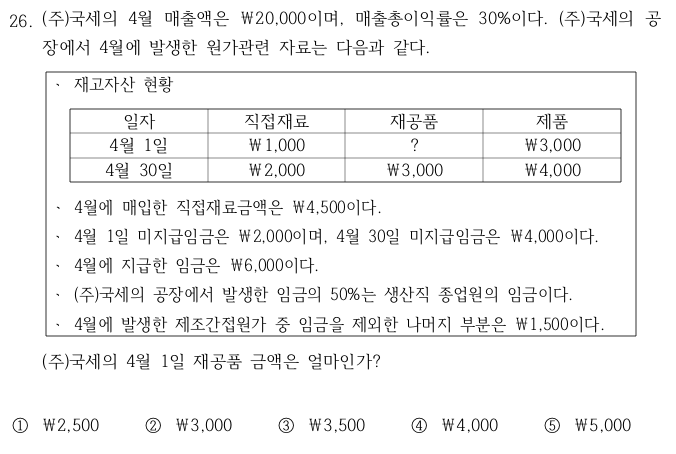 26. (주)국세의 4월 매출액은 ₩20,000이며, 매출총이익률은 30%이다. (주)국세의 공
장에서 4월에 발생한 원가관련 자료는 다음과 같다.
、 재고자산 현황
일자 직접재료 재공품 제품
4월 1일 ₩1,000 ? ₩3,000
4월 30일 ₩2,000 ₩3,000 ₩4,000
、 4월에 매입한 직접재료금액은 ₩4,500이다.
、 4월 1일 미지급임금은 ₩2,000이며, 4월 30일 미지급임금은 ₩4,000이다.
、 4월에 지급한 임금은 ₩6,000이다.
、 (주)국세의 공장에서 발생한 임금의 50%는 생산직 종업원의 임금이다.
、 4월에 발생한 제조간접원가 중 임금을 제외한 나머지 부분은 ₩1,500이다.
(주)국세의 4월 1일 재공품 금액은 얼마인가?
① ₩2,500 ② ₩3,000 ③ ₩3,500 ④ ₩4,000 ⑤ ₩5,000